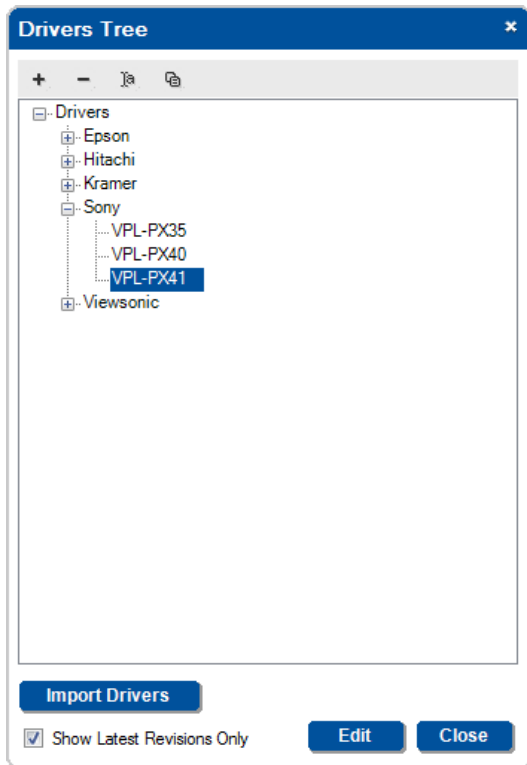 Drivers Tree
Drivers
Epson
Hitachi
Kramer
Sony
VPL-PX35
VPL-PX40
VPL-PX41
Viewsonic
Import Drivers
Show Latest Revisions Only
Edit
Close